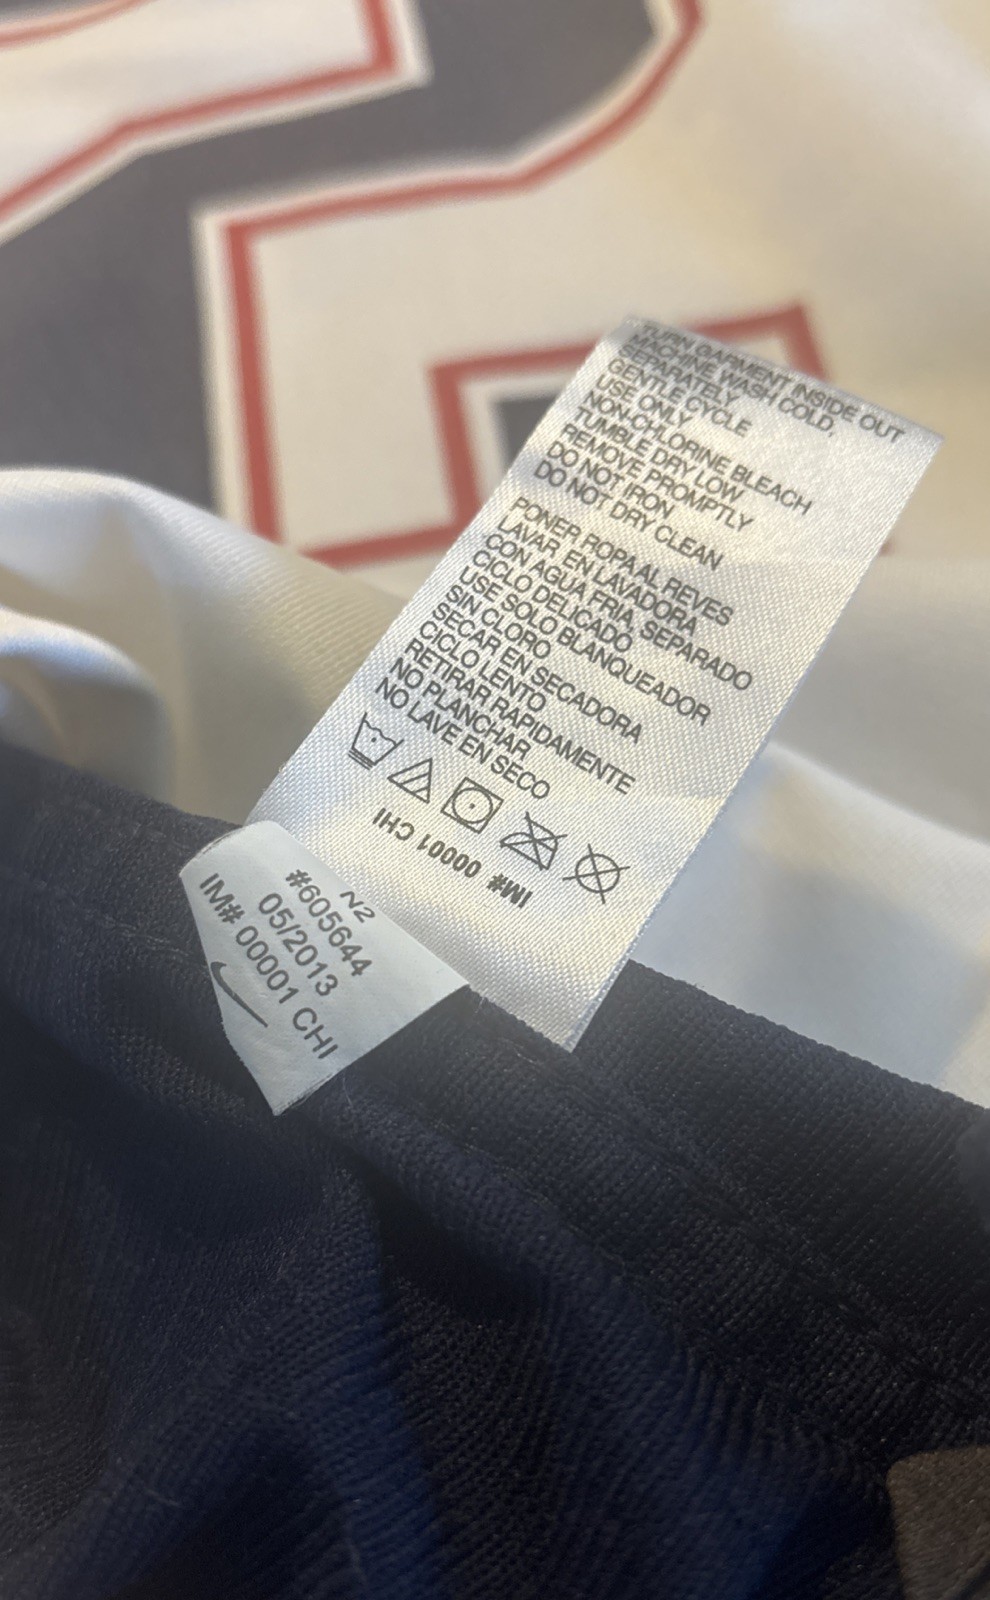 TURN GARMENT INSIDE OUT
MACHINE WASH COLD,
SEPARATELY
GENTLE CYCLE
USE ONLY
NON-CHLORINE BLEACH
TUMBLE DRY LOW
REMOVE PROMPTLY
DO NOT IRON
DO NOT DRY CLEAN
PONER ROPA AL REVES
LAVAR EN LAVADORA
CON AGUA FRIA, SEPARADO
CICLO DELICADO
USE SOLO BLANQUEADOR
SIN CLORO
SECAR EN SECADORA
CICLO LENTO
RETIRAR RAPIDAMENTE
NO PLANCHAR
NO LAVE EN SECO
IM# 00001 CHI
N2
#605644
05/2013
IM# 00001 CHI